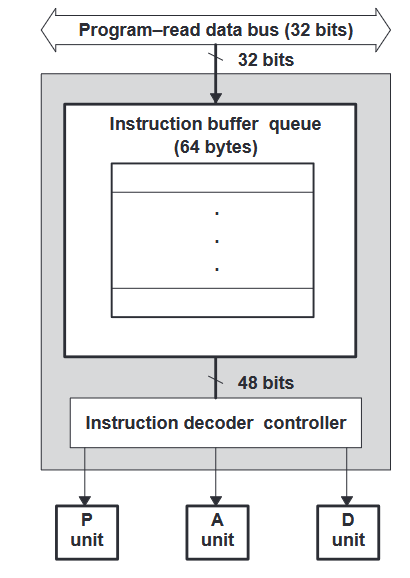 Program–read data bus (32 bits)
32 bits
Instruction buffer queue
(64 bytes)
48 bits
Instruction decoder controller
P
unit
A
unit
D
unit